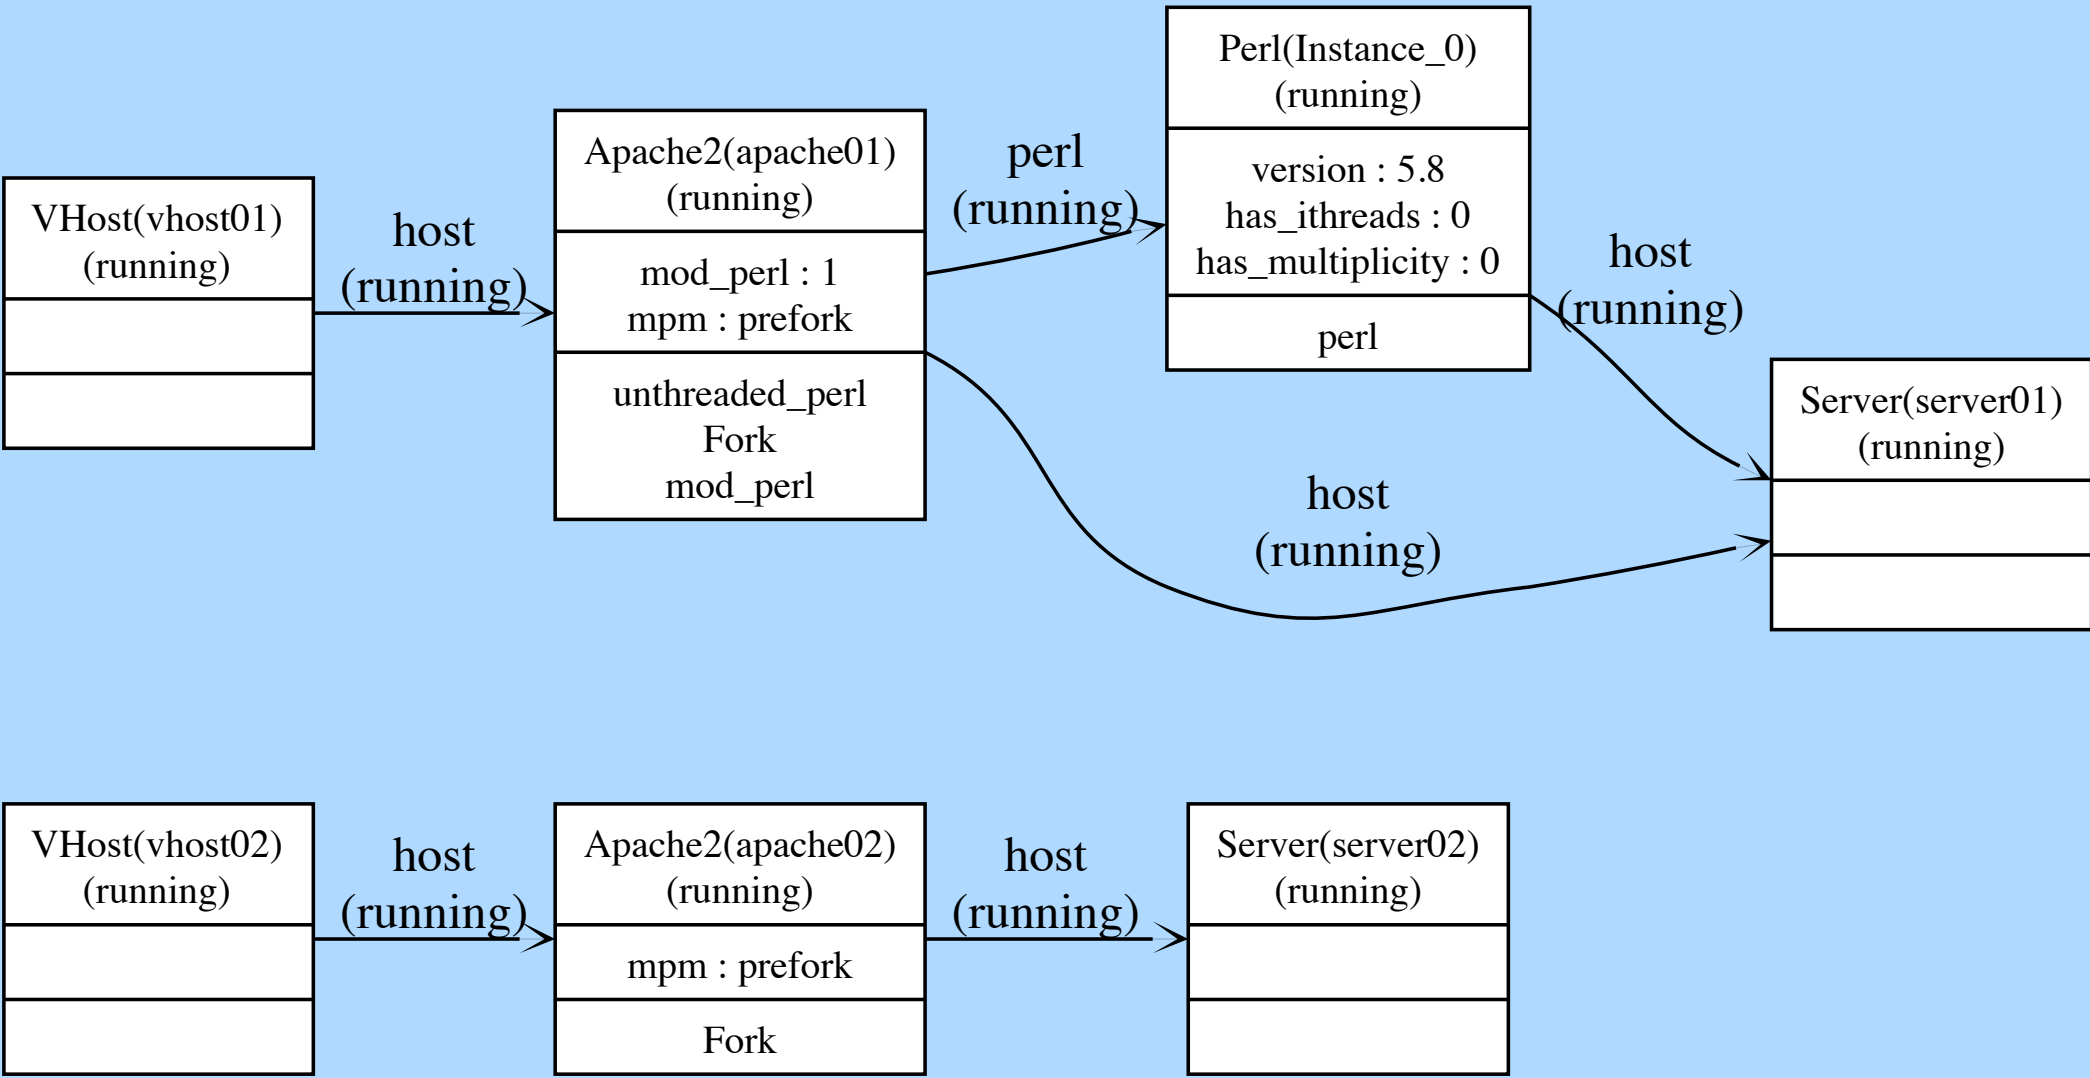 VHost(vhost01)
(running)
host
(running)
Apache2(apache01)
(running)
mod_perl : 1
mpm : prefork
unthreaded_perl
Fork
mod_perl
perl
(running)
Perl(Instance_0)
(running)
version : 5.8
has_ithreads : 0
has_multiplicity : 0
perl
host
(running)
host
(running)
Server(server01)
(running)
VHost(vhost02)
(running)
host
(running)
Apache2(apache02)
(running)
mpm : prefork
Fork
host
(running)
Server(server02)
(running)